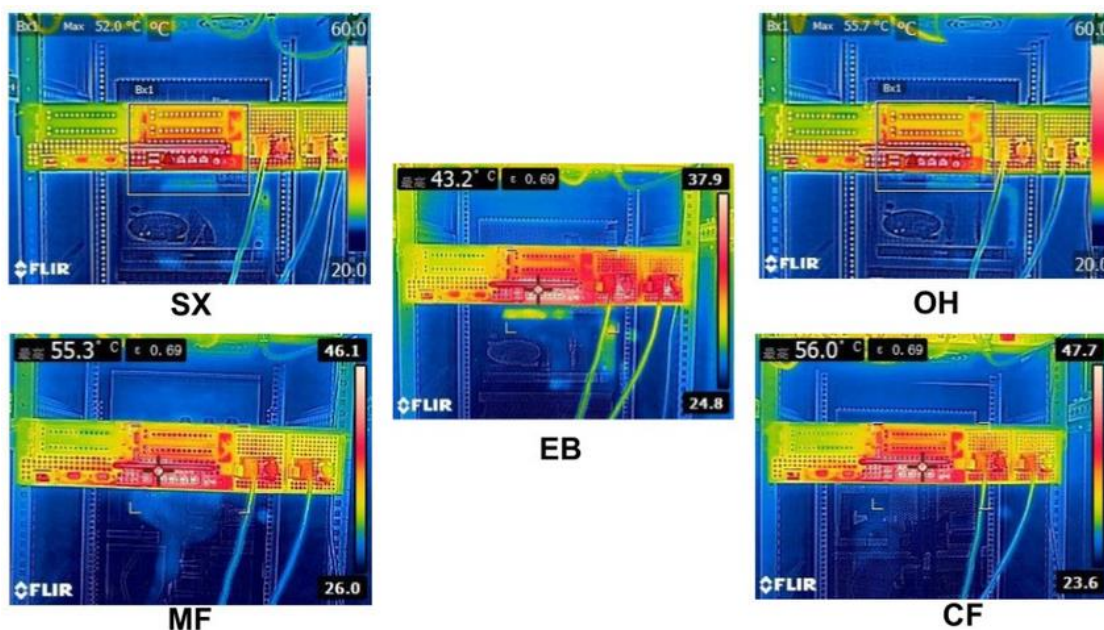 Bx1 Max 52.0 °C °C 60.0
Bx1
20.0
FLIR
SX
Bx1 Max 55.7 °C °C 60.0
Bx1
20.0
FLIR
OH
最高 43.2° C ε 0.69 37.9
24.8
FLIR
EB
最高 55.3° C ε 0.69 46.1
26.0
FLIR
MF
最高 56.0° C ε 0.69 47.7
23.6
FLIR
CF